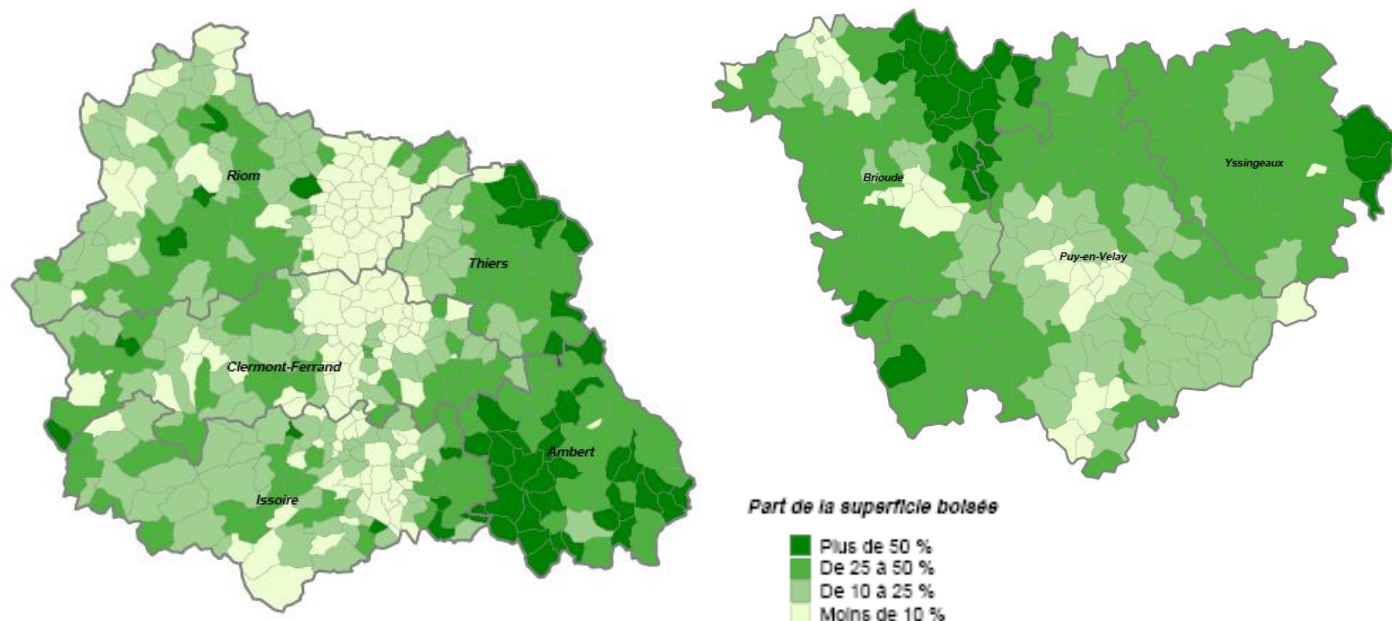 Riom
Thiers
Clermont-Ferrand
Ambert
Issoire
Brioude
Yssingeaux
Puy-en-Velay
Part de la superficie boisée
Plus de 50 %
De 25 à 50 %
De 10 à 25 %
Moins de 10 %